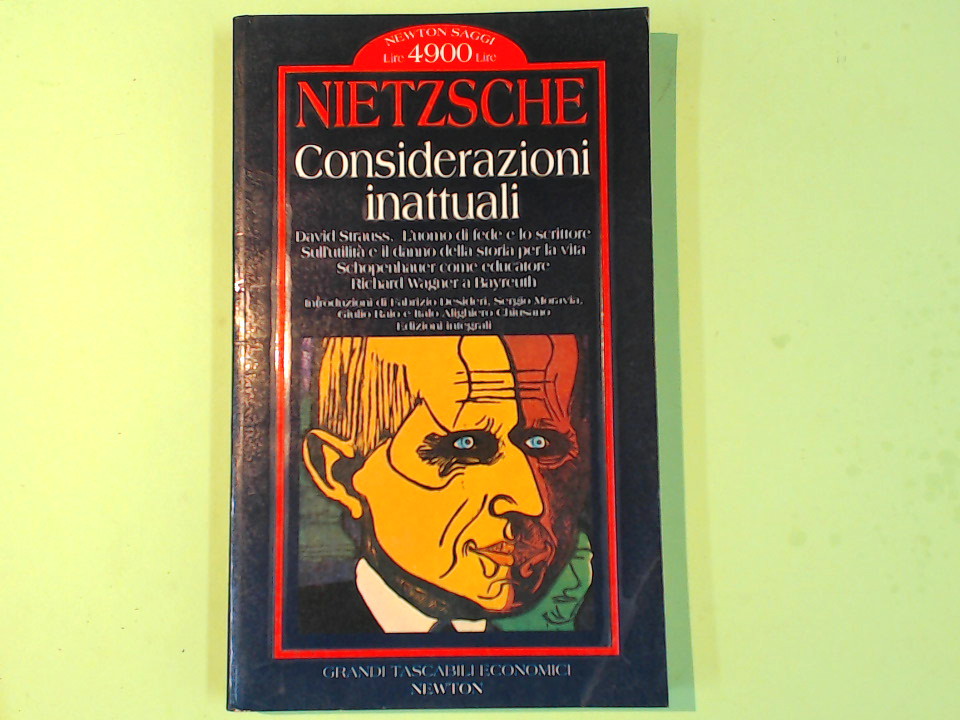 NEWTON SAGGI
Lire 4900 Lire
NIETZSCHE
Considerazioni
inattuali
David Strauss. L'uomo di fede e lo scrittore
Sull'utilità e il danno della storia per la vita
Schopenhauer come educatore
Richard Wagner a Bayreuth
Introduzioni di Fabrizio Desideri, Sergio Moravia,
Giulio Raio e Italo Alighiero Chiusano
Edizioni integrali
GRANDI TASCABILI ECONOMICI
NEWTON